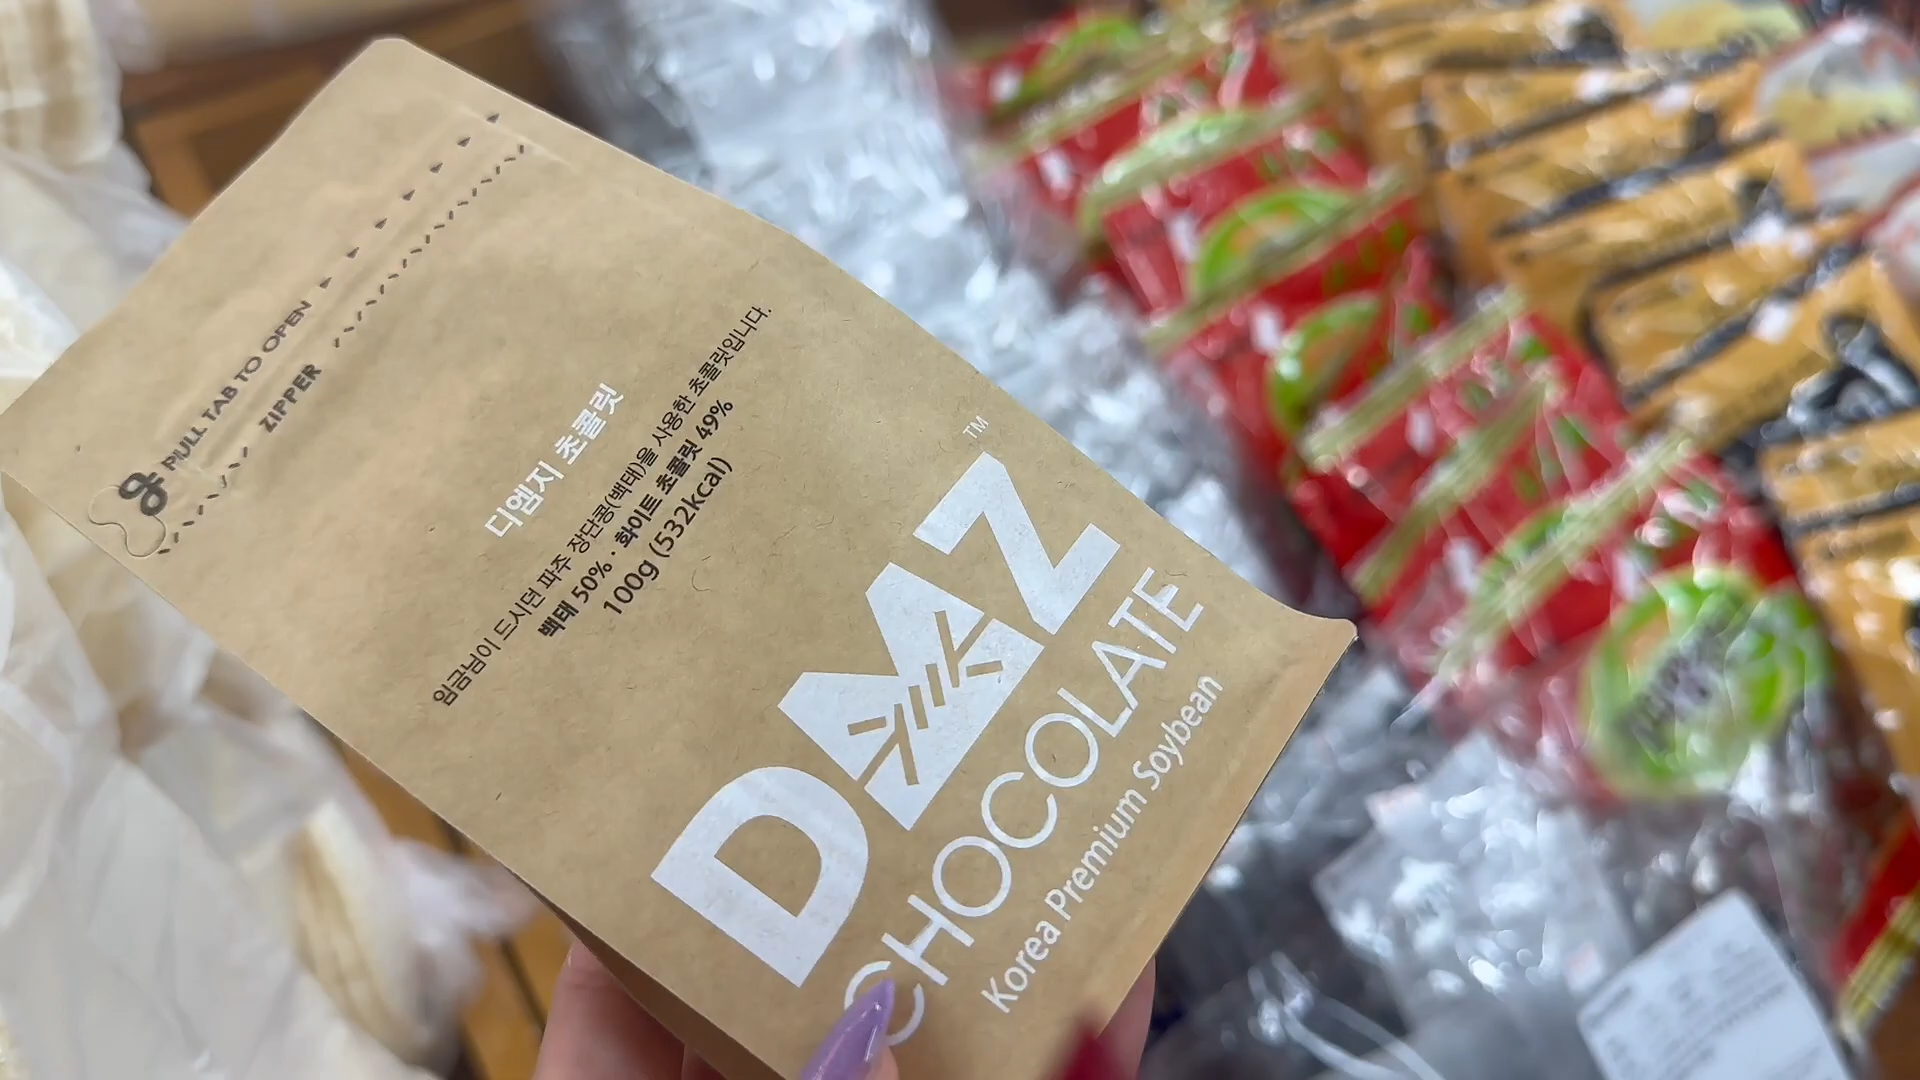 PULL TAB TO OPEN
ZIPPER
디엠지 초콜릿
임금님이 드시던 파주 장단콩(백태)을 사용한 초콜릿입니다.
백태 50% · 화이트 초콜릿 49%
100g (532kcal)
DMZ™
CHOCOLATE
Korea Premium Soybean